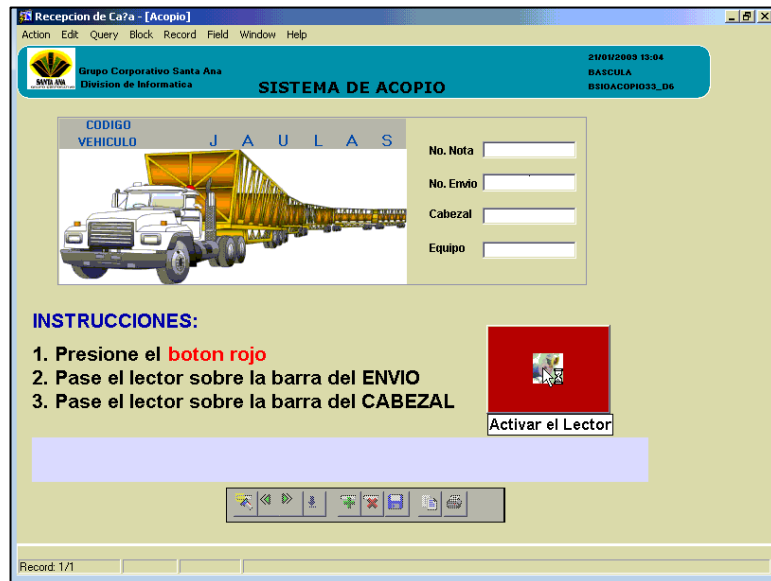 Recepcion de Ca?a - [Acopio]
Action Edit Query Block Record Field Window Help
SANTA ANA
Grupo Corporativo Santa Ana
Division de Informatica
SISTEMA DE ACOPIO
21/01/2003 13:04
BASCULA
BSIOACOPIO33_D6
CODIGO
VEHICULO
J A U L A S
No. Nota
No. Envio
Cabezal
Equipo
INSTRUCCIONES:
1. Presione el boton rojo
2. Pase el lector sobre la barra del ENVIO
3. Pase el lector sobre la barra del CABEZAL
Activar el Lector
Record: 1/1